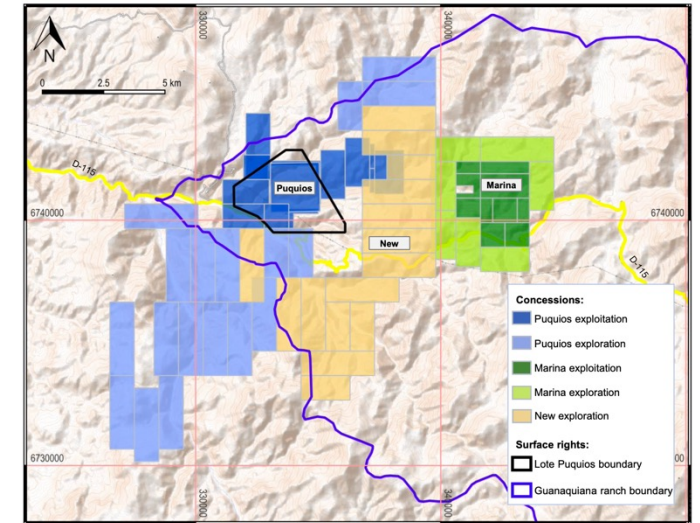 330000
340000
N
0 2.5 5 km
D-115
Puquios
Marina
6740000
6740000
New
D-115
Concessions:
Puquios exploitation
Puquios exploration
Marina exploitation
Marina exploration
New exploration
Surface rights:
Lote Puquios boundary
Guanaquiana ranch boundary
6730000
330000